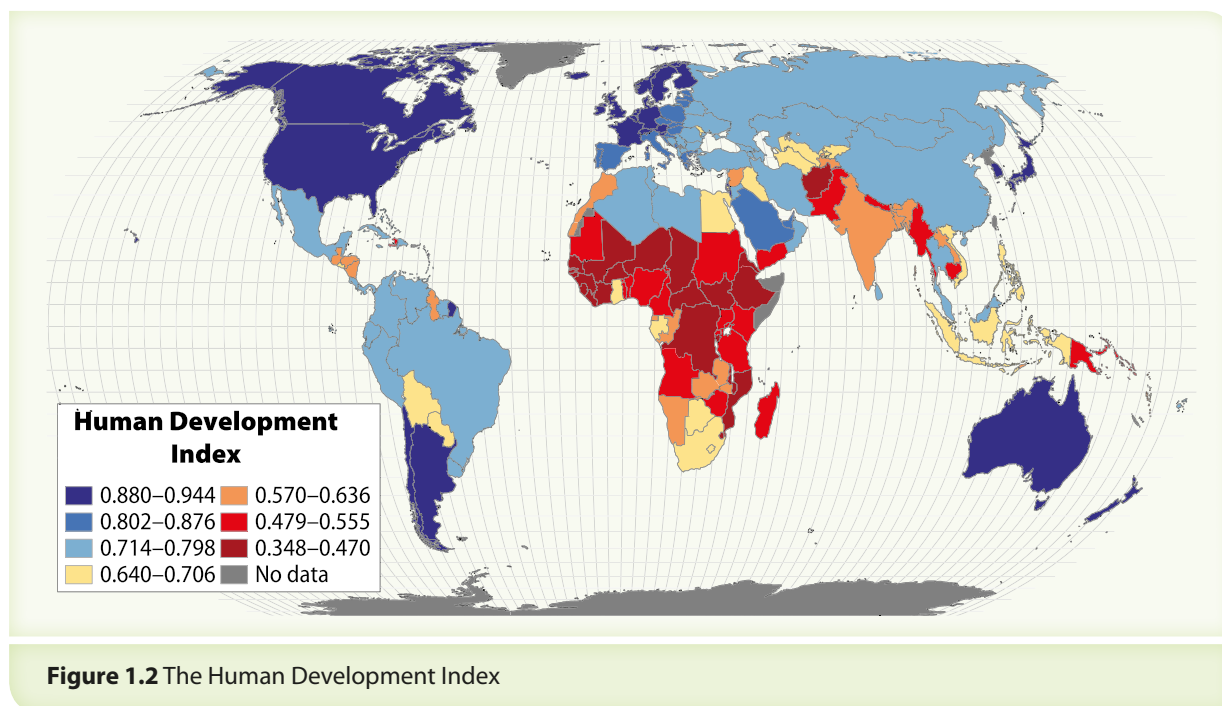 Human Development
Index
0.880–0.944
0.802–0.876
0.714–0.798
0.640–0.706
0.570–0.636
0.479–0.555
0.348–0.470
No data
Figure 1.2 The Human Development Index